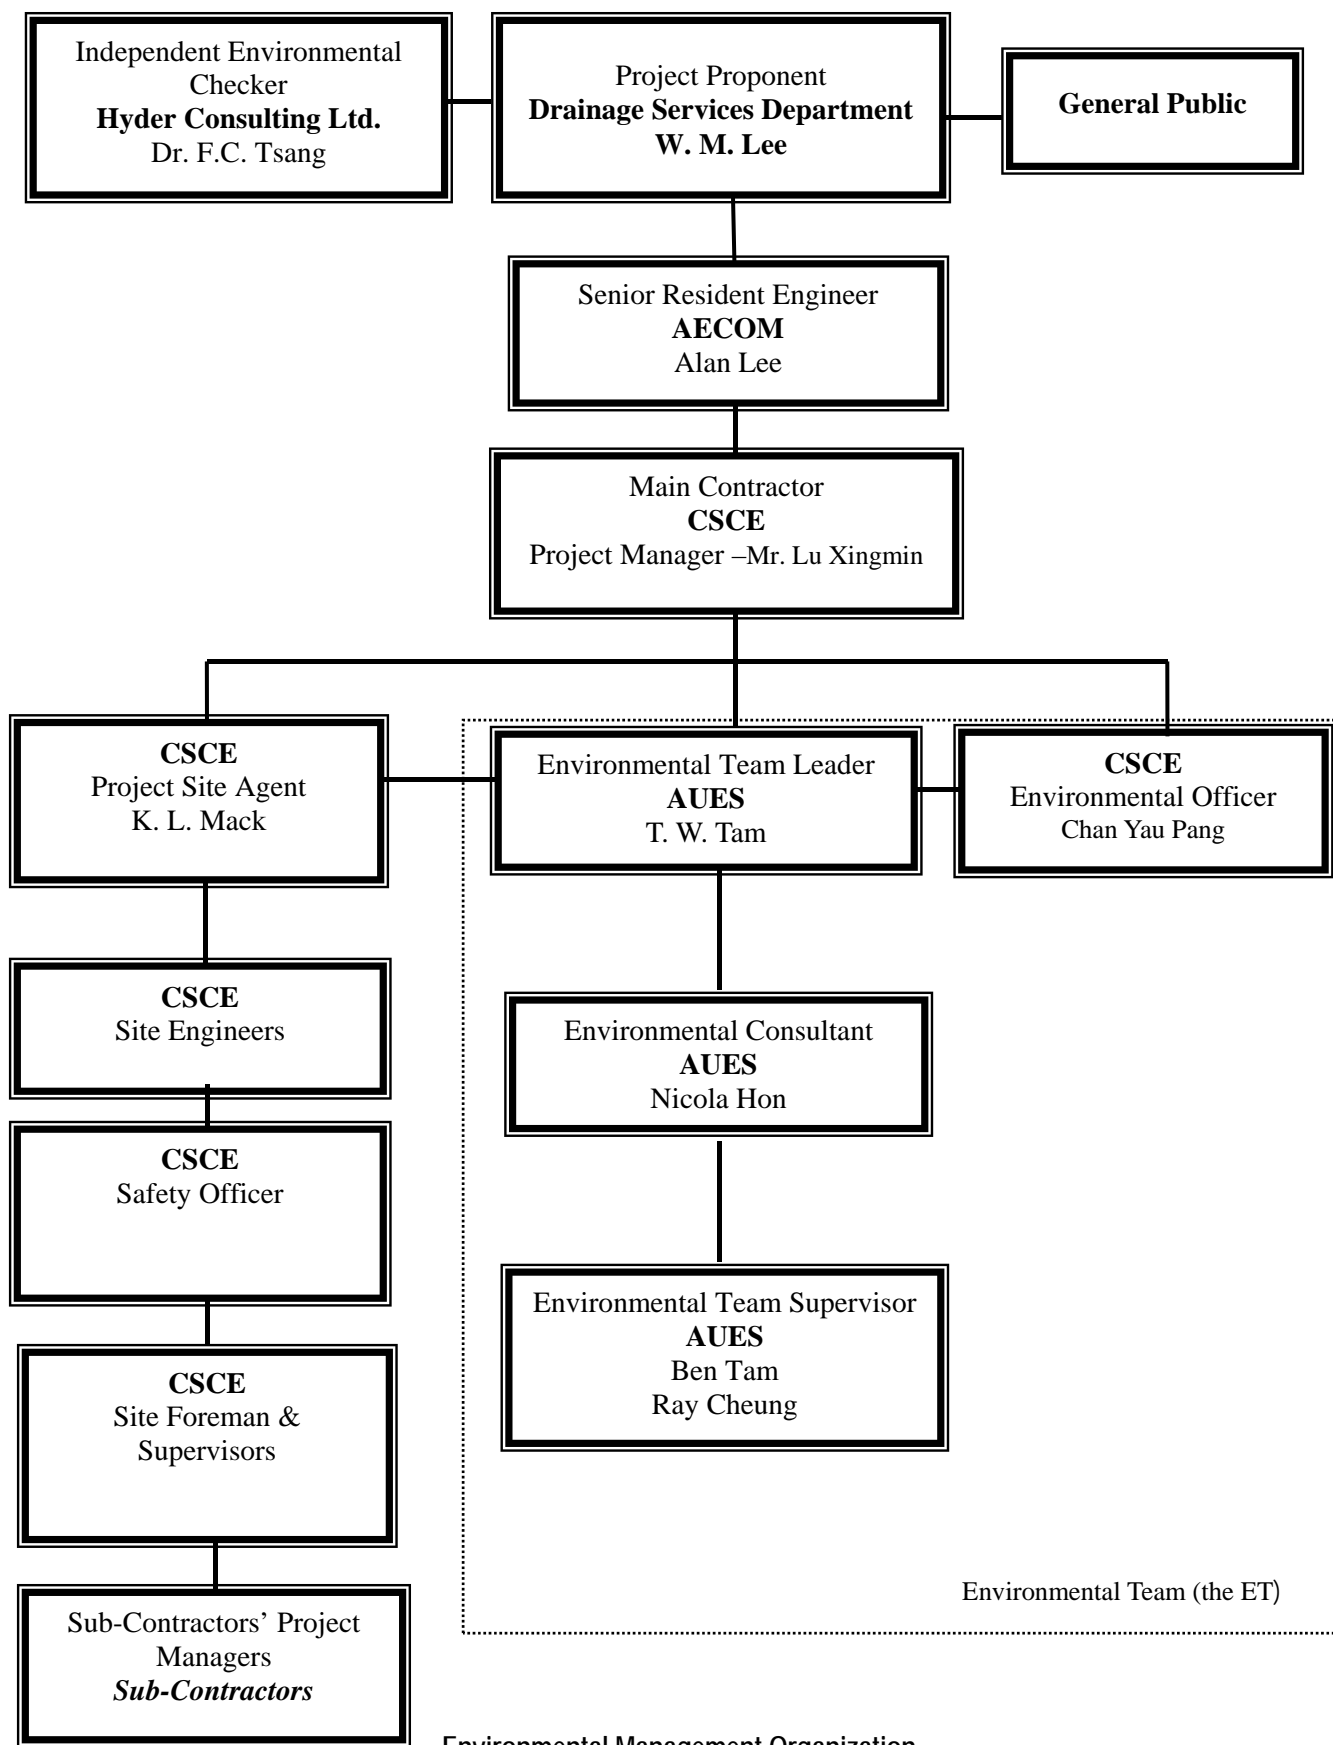 Independent Environmental
Checker
Hyder Consulting Ltd.
Dr. F.C. Tsang
Project Proponent
Drainage Services Department
W. M. Lee
General Public
Senior Resident Engineer
AECOM
Alan Lee
Main Contractor
CSCE
Project Manager –Mr. Lu Xingmin
CSCE
Project Site Agent
K. L. Mack
Environmental Team Leader
AUES
T. W. Tam
CSCE
Environmental Officer
Chan Yau Pang
CSCE
Site Engineers
Environmental Consultant
AUES
Nicola Hon
CSCE
Safety Officer
Environmental Team Supervisor
AUES
Ben Tam
Ray Cheung
CSCE
Site Foreman &
Supervisors
Environmental Team (the ET)
Sub-Contractors’ Project
Managers
Sub-Contractors
Environmental Management Organization